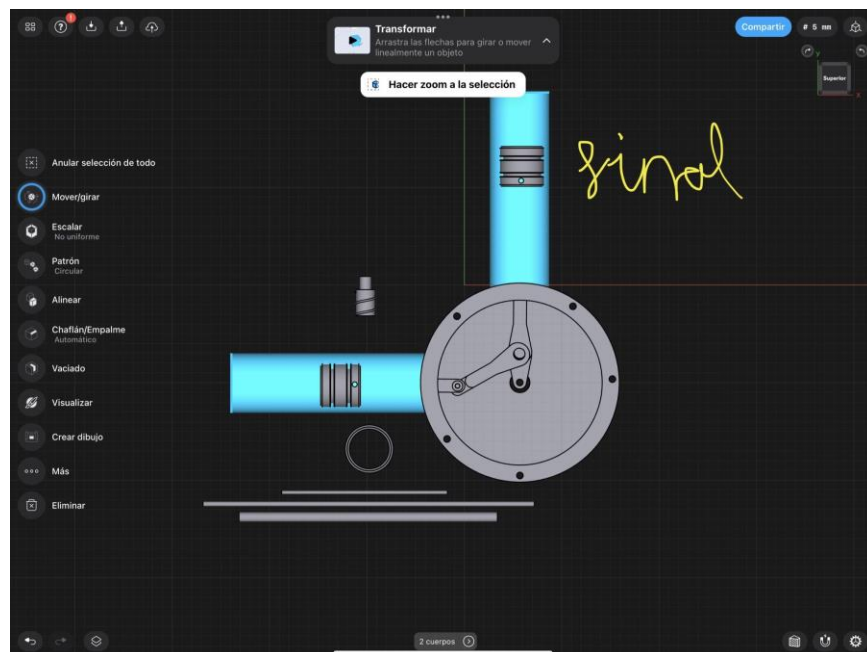 Transformar
Arrastra las flechas para girar o mover
linealmente un objeto
Compartir
5 mm
Hacer zoom a la selección
y
Superior
x
Anular selección de todo
Mover/girar
Escalar
No uniforme
Patrón
Circular
Alinear
Chaflán/Empalme
Automático
Vaciado
Visualizar
Crear dibujo
Más
Eliminar
2 cuerpos